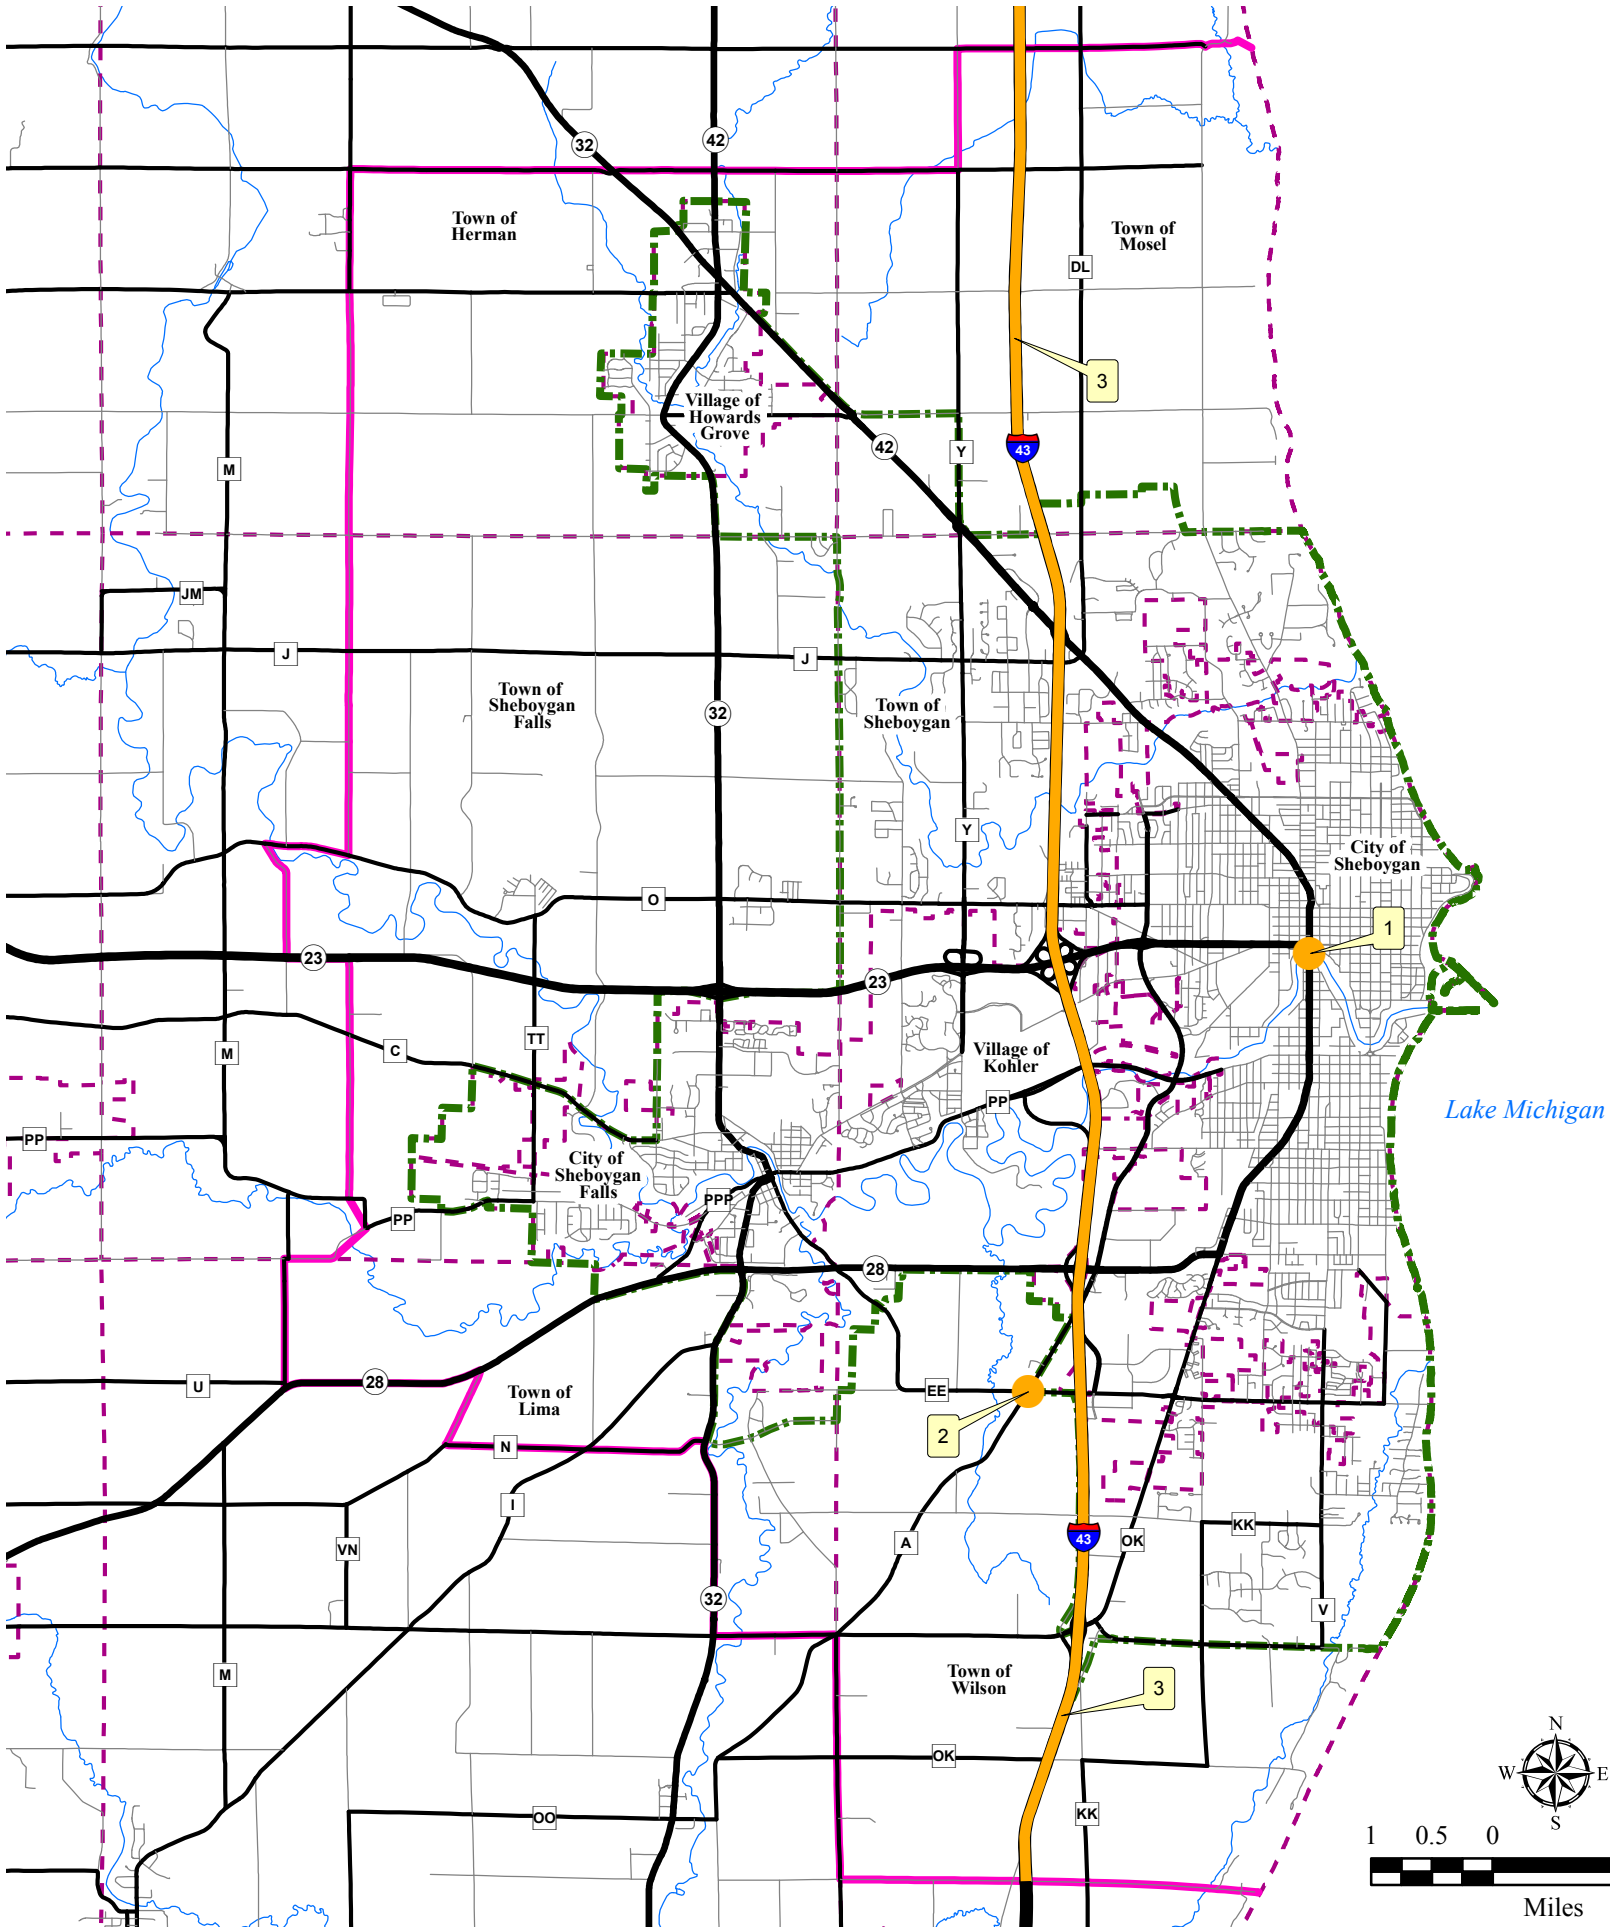 32
42
Town of
Herman
Town of
Mosel
DL
3
Village of
Howards
Grove
42
Y
43
M
JM
J
J
Town of
Sheboygan
Falls
Town of
Sheboygan
32
Y
City of
Sheboygan
O
1
23
23
TT
C
M
Village of
Kohler
PP
Lake Michigan
PP
City of
Sheboygan
Falls
PPP
PP
28
U
28
Town of
Lima
EE
2
N
I
VN
A
43
OK
KK
32
V
M
Town of
Wilson
3
OK
N
W
E
S
OO
KK
1 0.5 0
Miles